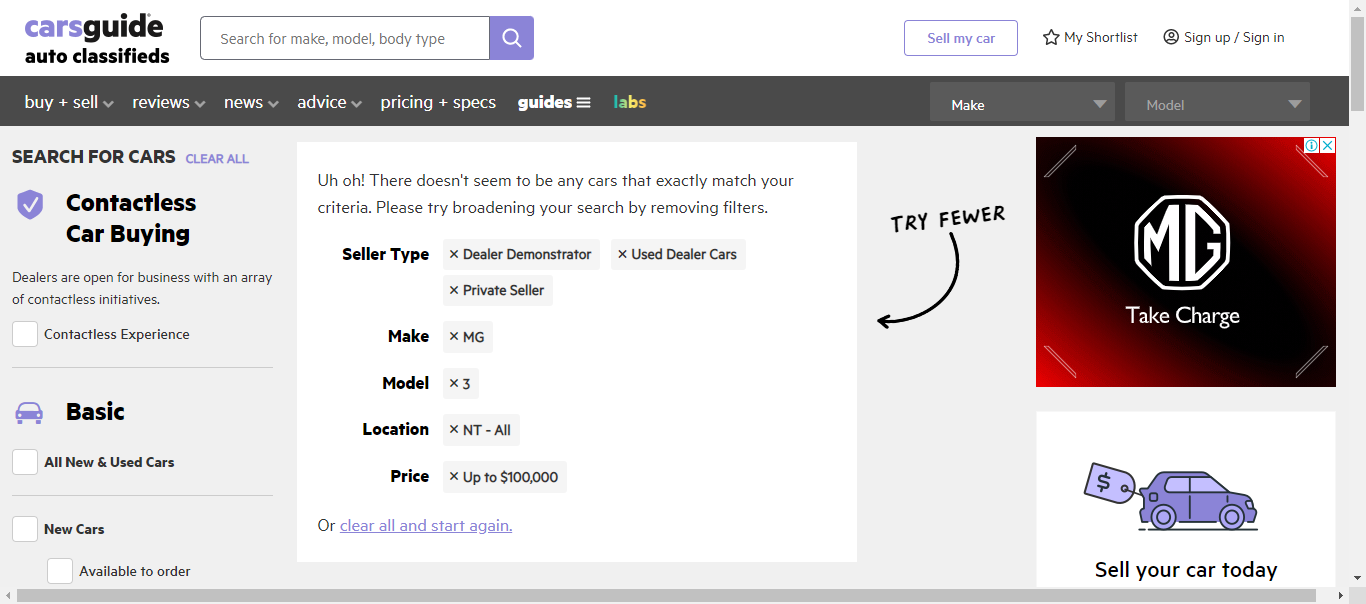 carsguide
auto classifieds
Search for make, model, body type
Sell my car
My Shortlist
Sign up / Sign in
buy + sell
reviews
news
advice
pricing + specs
guides
labs
Make
Model
SEARCH FOR CARS CLEAR ALL
Contactless
Car Buying
Dealers are open for business with an array
of contactless initiatives.
Contactless Experience
Basic
All New & Used Cars
New Cars
Available to order
Uh oh! There doesn't seem to be any cars that exactly match your
criteria. Please try broadening your search by removing filters.
Seller Type × Dealer Demonstrator × Used Dealer Cars
× Private Seller
Make × MG
Model × 3
Location × NT - All
Price × Up to $100,000
Or clear all and start again.
TRY FEWER
MG
Take Charge
$
Sell your car today